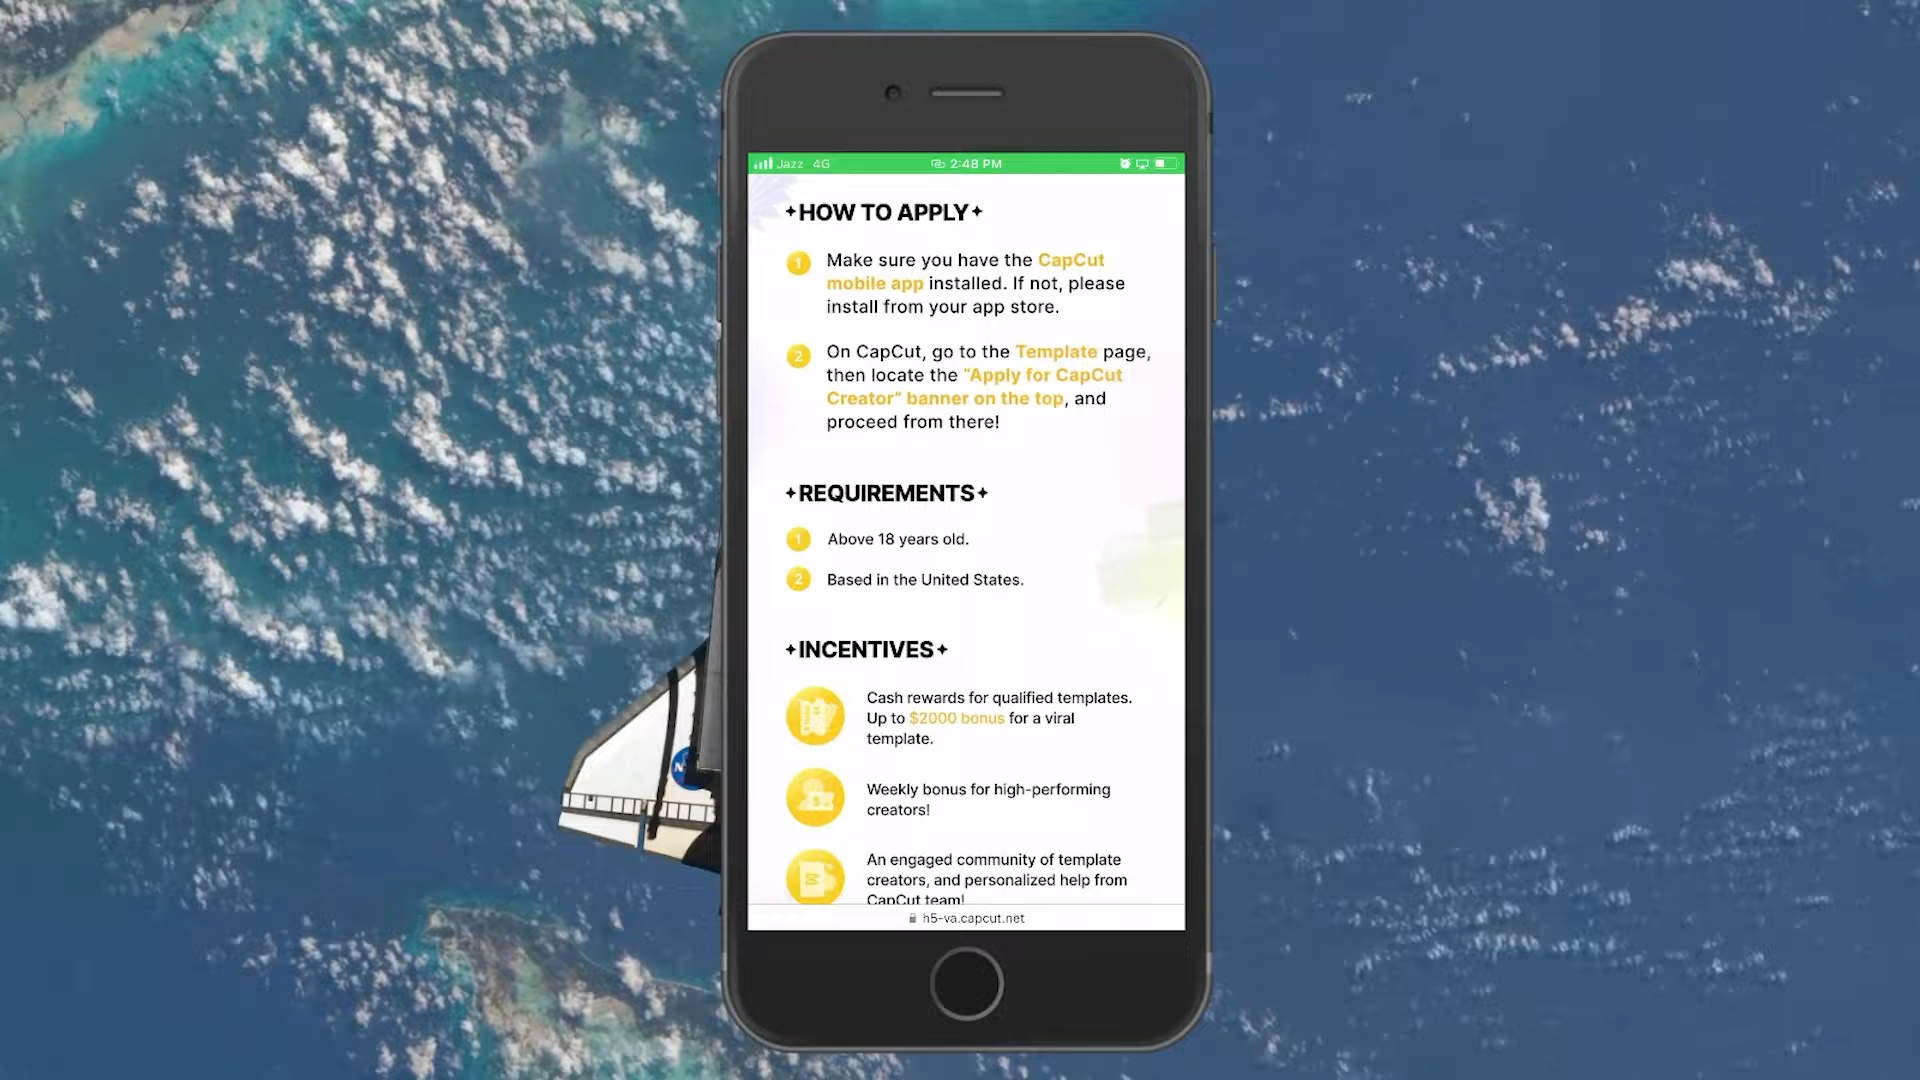 Jazz 4G 2:48 PM
HOW TO APPLY
1 Make sure you have the CapCut
mobile app installed. If not, please
install from your app store.
2 On CapCut, go to the Template page,
then locate the "Apply for CapCut
Creator" banner on the top, and
proceed from there!
REQUIREMENTS
1 Above 18 years old.
2 Based in the United States.
INCENTIVES
Cash rewards for qualified templates.
Up to $2000 bonus for a viral
template.
Weekly bonus for high-performing
creators!
An engaged community of template
creators, and personalized help from
CapCut team!
h5-va.capcut.net